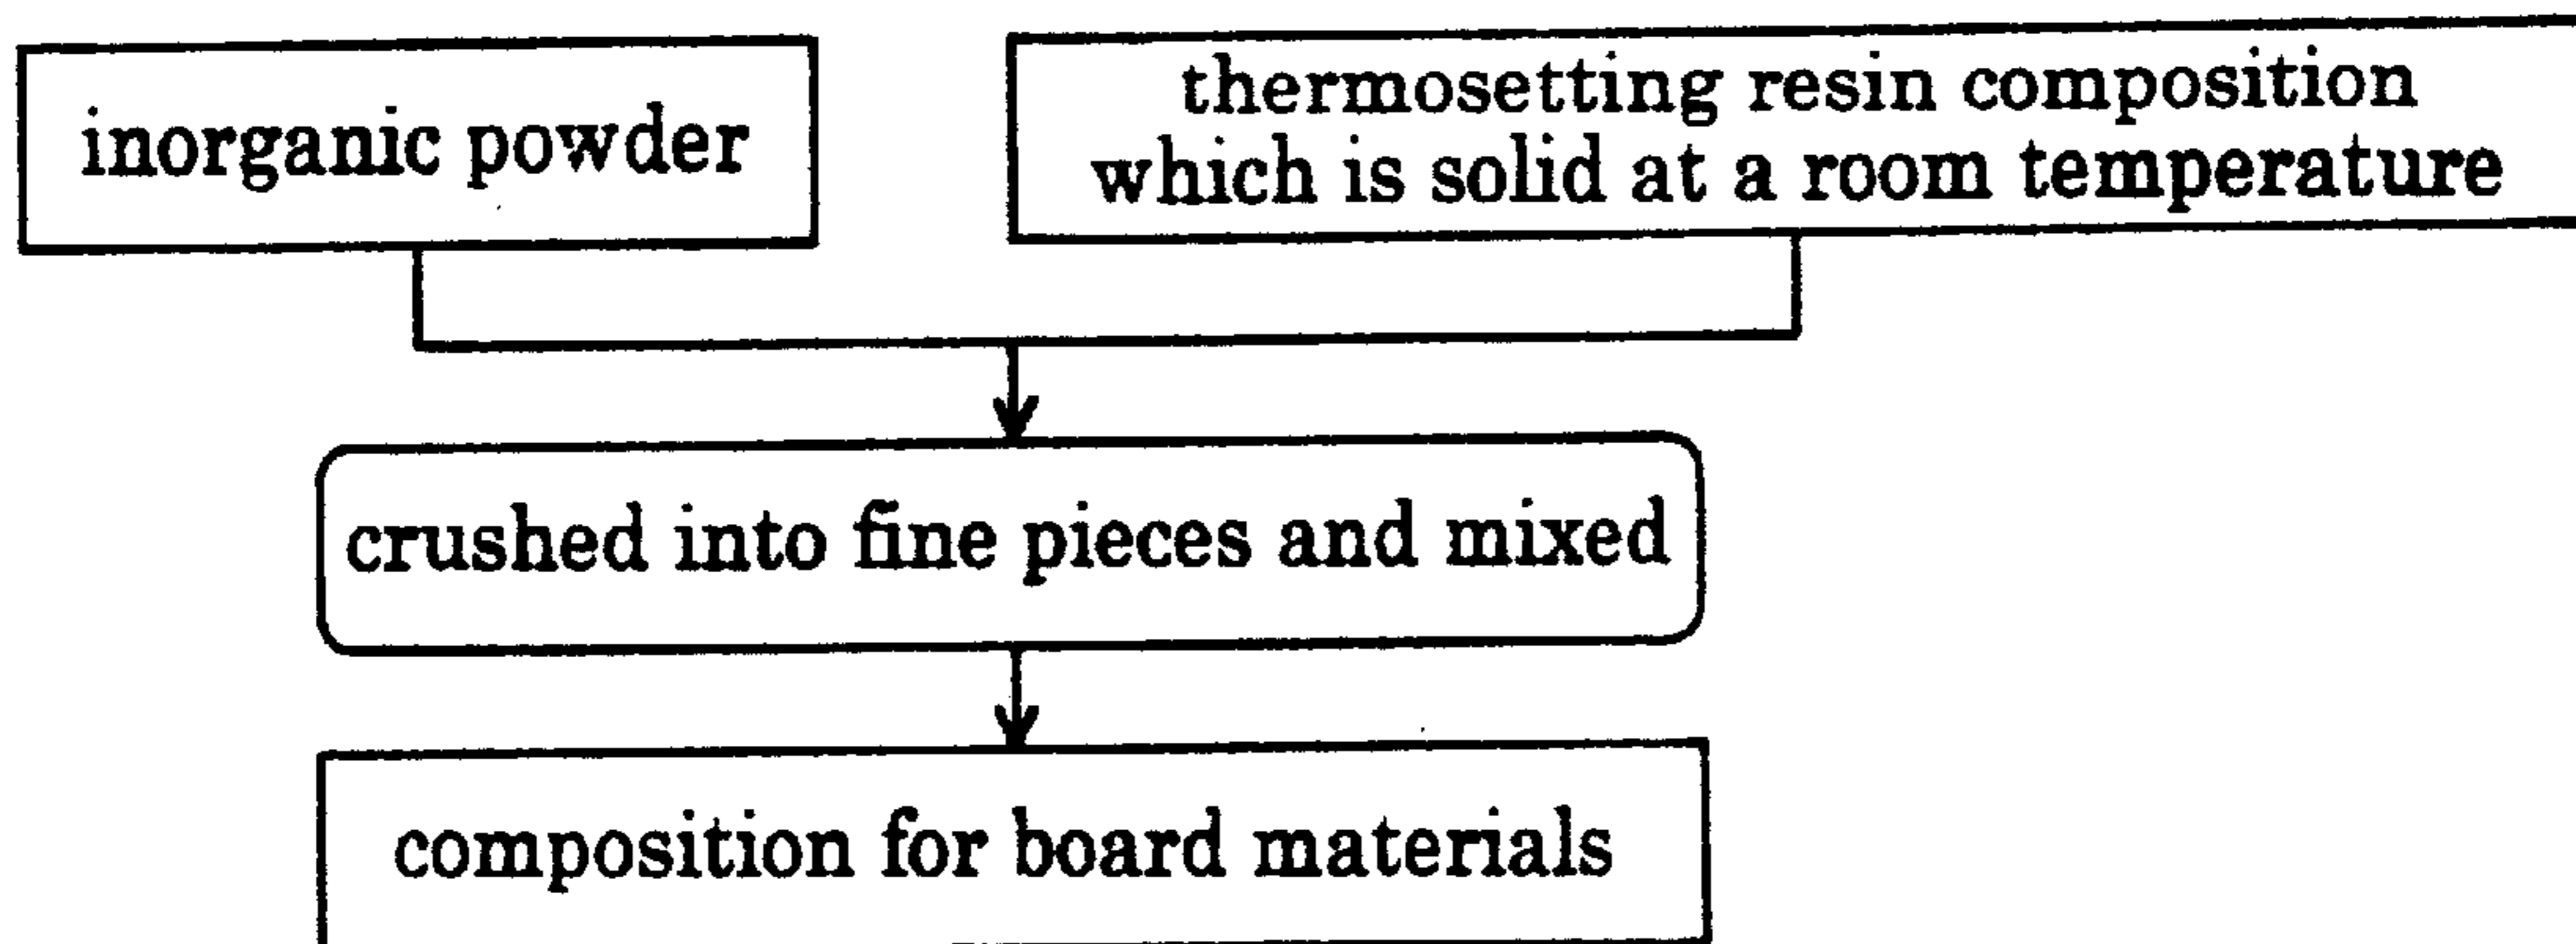 inorganic powder
thermosetting resin composition
which is solid at a room temperature
crushed into fine pieces and mixed
composition for board materials